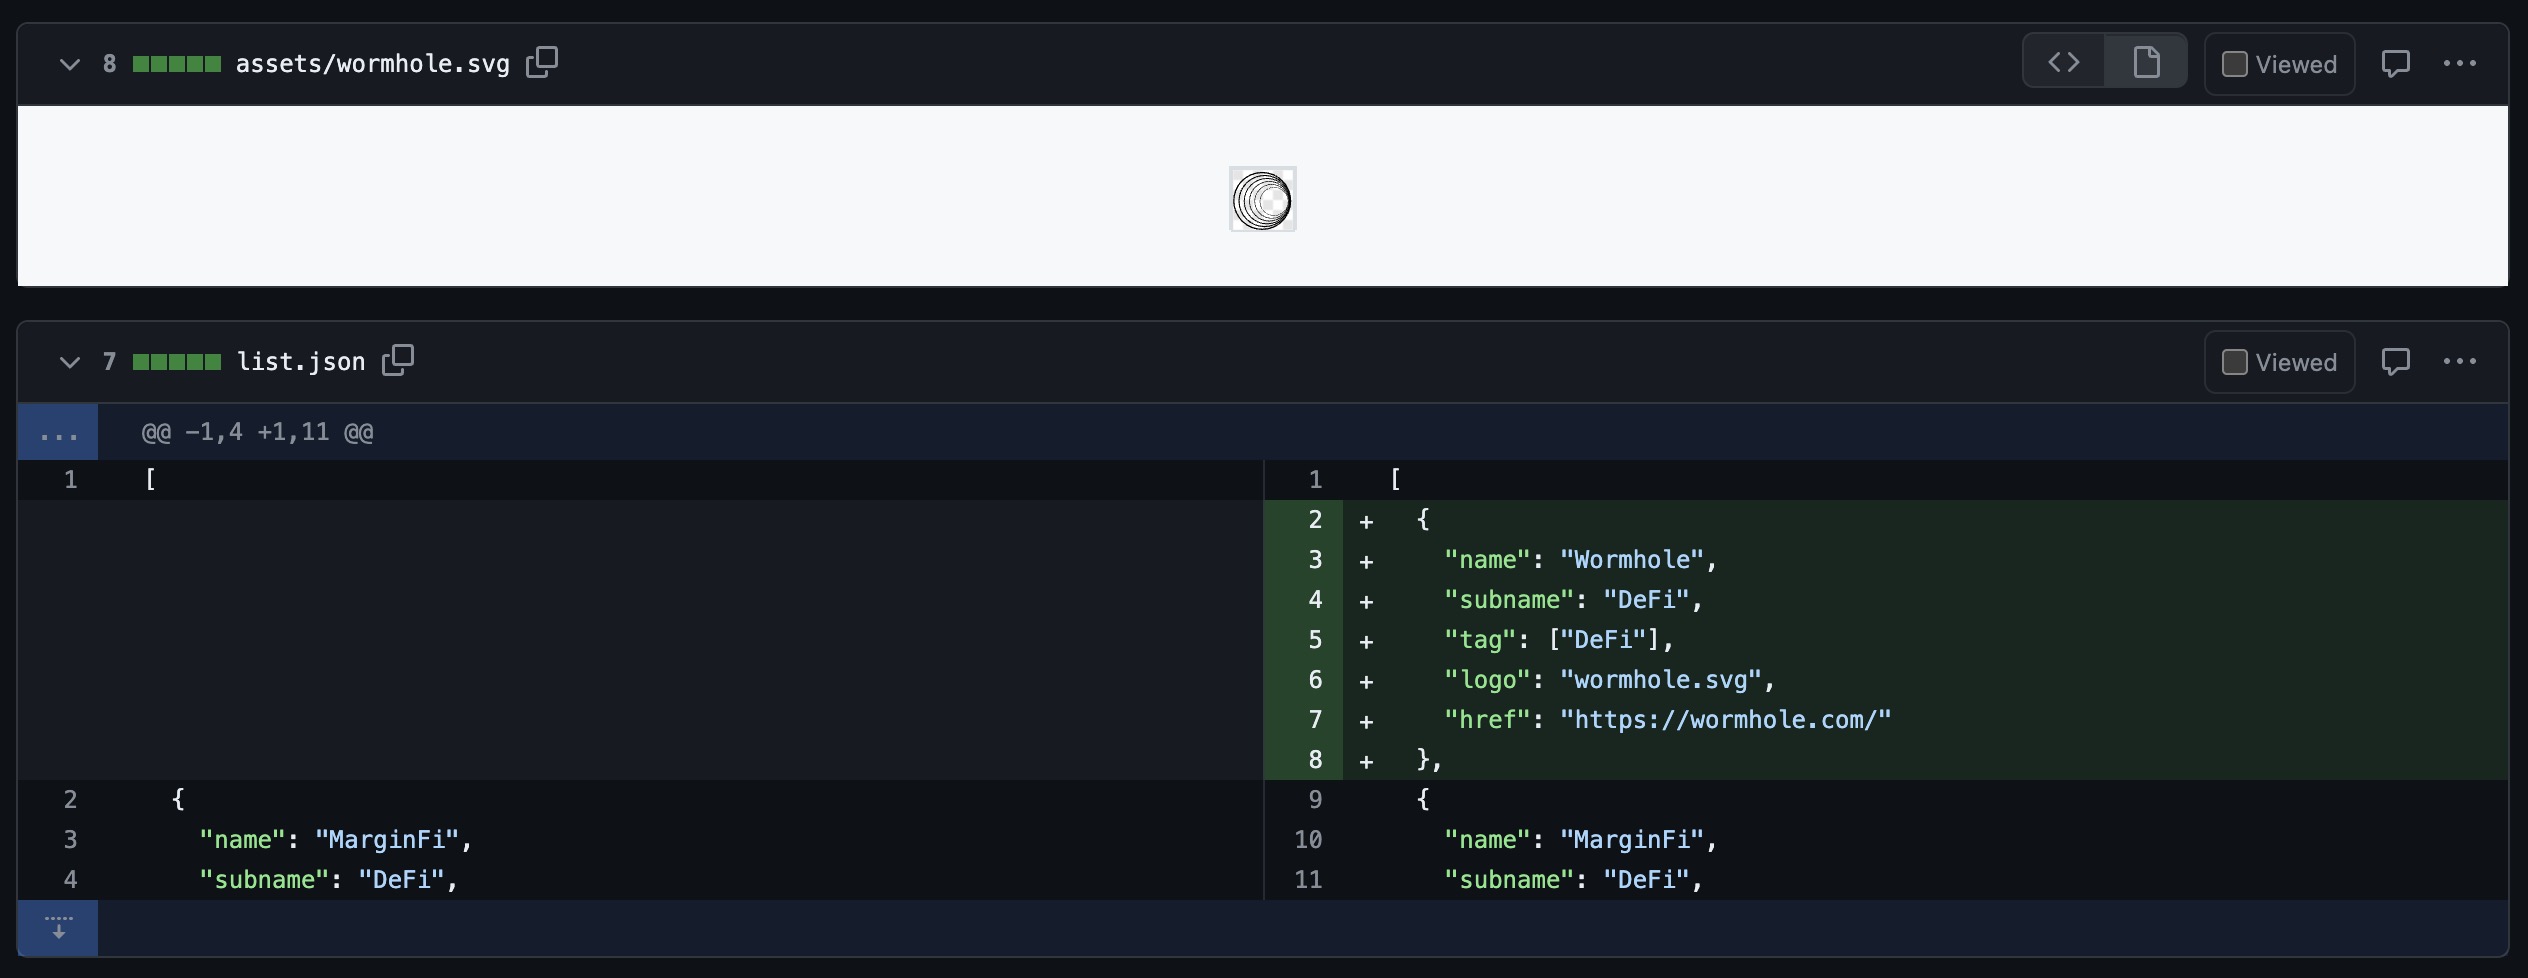 8 assets/wormhole.svg Viewed
7 list.json Viewed
... @@ -1,4 +1,11 @@
1 [ 1 [
2 + {
3 + "name": "Wormhole",
4 + "subname": "DeFi",
5 + "tag": ["DeFi"],
6 + "logo": "wormhole.svg",
7 + "href": "https://wormhole.com/"
8 + },
2 { 9 {
3 "name": "MarginFi", 10 "name": "MarginFi",
4 "subname": "DeFi", 11 "subname": "DeFi",